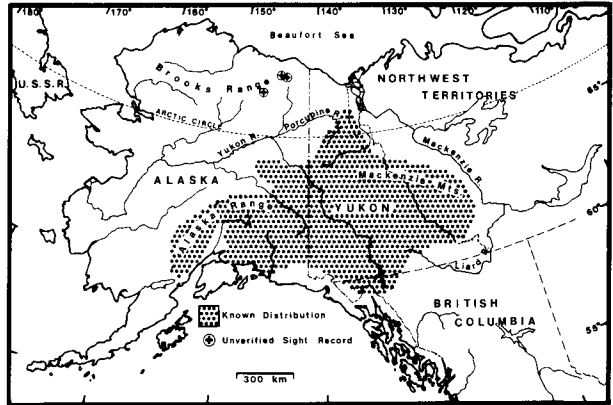 180 170 160 150 140 130 120 110
Beaufort Sea
U.S.S.R.
Brooks Range
NORTHWEST
TERRITORIES
ARCTIC CIRCLE
Yukon R.
Porcupine R.
Mackenzie R.
ALASKA
Mackenzie Mts.
YUKON
Alaska Range
60
Liard R.
BRITISH
COLUMBIA
Known Distribution
Unverified Sight Record
55
300 km